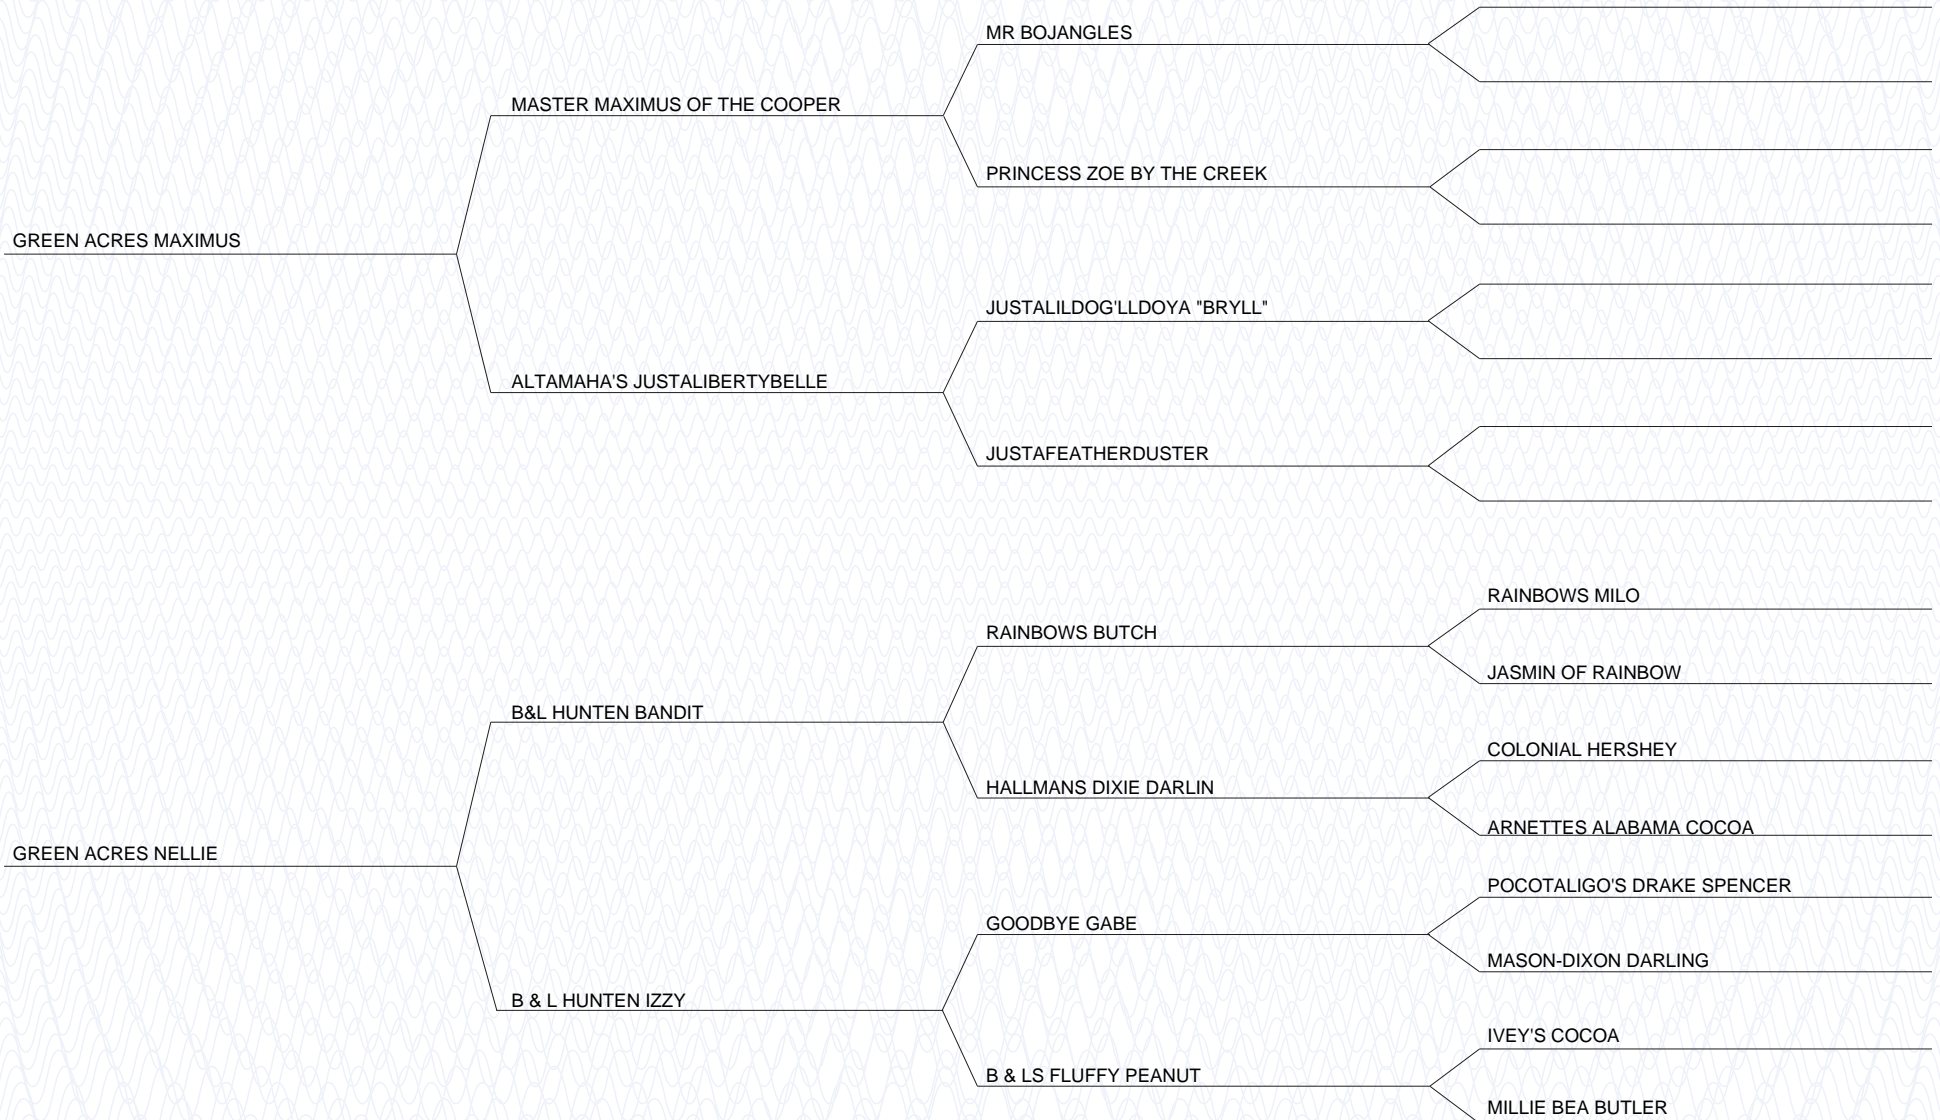 MR BOJANGLES
MASTER MAXIMUS OF THE COOPER
PRINCESS ZOE BY THE CREEK
GREEN ACRES MAXIMUS
JUSTALILDOG'LLDOYA "BRYLL"
ALTAMAHA'S JUSTALIBERTYBELLE
JUSTAFEATHERDUSTER
RAINBOWS MILO
RAINBOWS BUTCH
JASMIN OF RAINBOW
B&L HUNTEN BANDIT
COLONIAL HERSHEY
HALLMANS DIXIE DARLIN
ARNETTES ALABAMA COCOA
GREEN ACRES NELLIE
POCOTALIGO'S DRAKE SPENCER
GOODBYE GABE
MASON-DIXON DARLING
B & L HUNTEN IZZY
IVEY'S COCOA
B & LS FLUFFY PEANUT
MILLIE BEA BUTLER